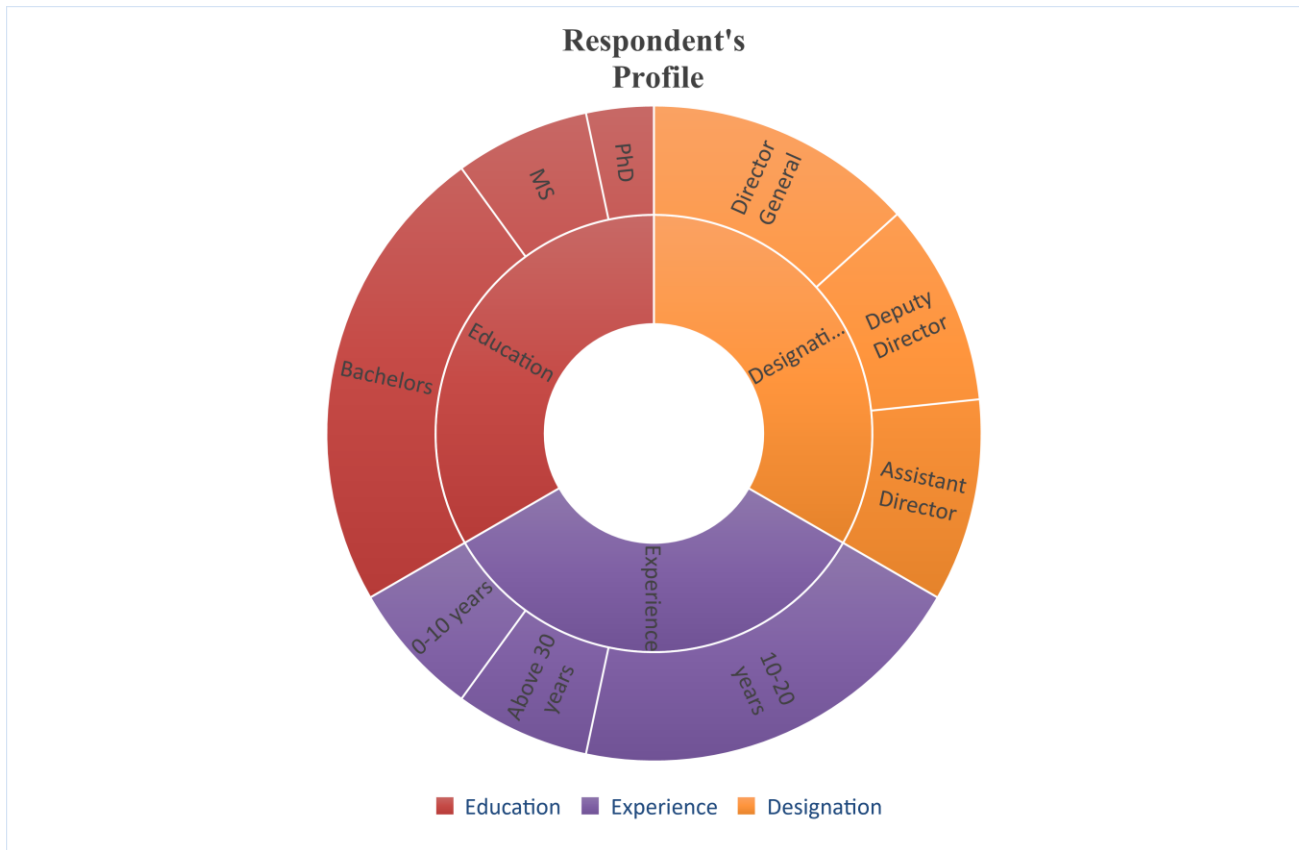 Respondent's
Profile
PhD
MS
Director
General
Deputy
Director
Education
Designati...
Bachelors
Assistant
Director
Experience
0-10 years
Above 30
years
10-20
years
Education
Experience
Designation